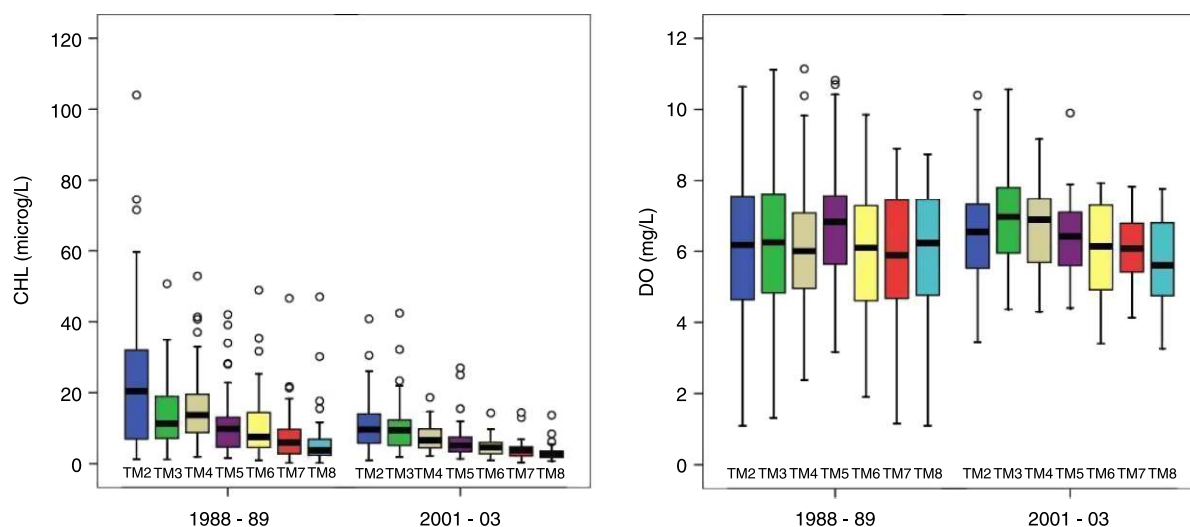 120
100
80
60
40
20
0
CHL (microg/L)
TM2 TM3 TM4 TM5 TM6 TM7 TM8 TM2 TM3 TM4 TM5 TM6 TM7 TM8
1988 - 89 2001 - 03
12
10
8
6
4
2
0
DO (mg/L)
TM2 TM3 TM4 TM5 TM6 TM7 TM8 TM2 TM3 TM4 TM5 TM6 TM7 TM8
1988 - 89 2001 - 03